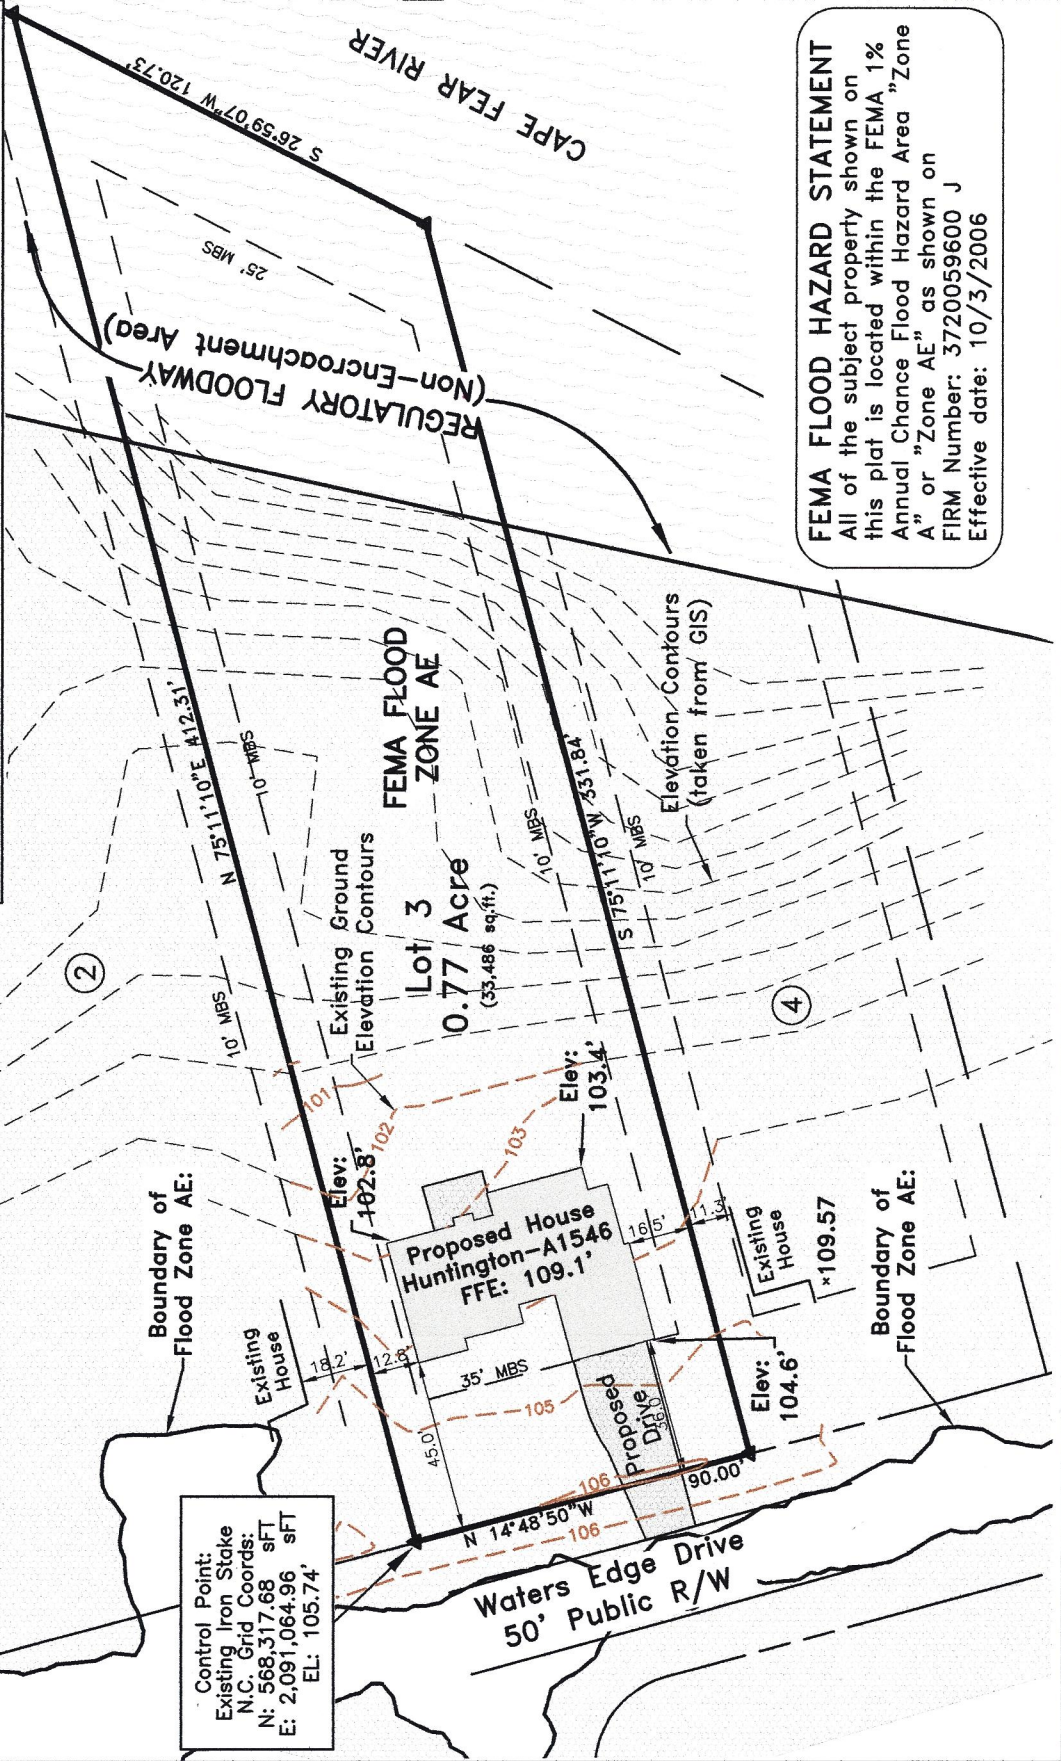 CAPE FEAR RIVER
S 26°59'07"W 120.73'
25' MBS
REGULATORY FLOODWAY
(Non-Encroachment Area)
FEMA FLOOD HAZARD STATEMENT
All of the subject property shown on
this plat is located within the FEMA 1%
Annual Chance Flood Hazard Area "Zone
A" or "Zone AE" as shown on
FIRM Number: 3720059600 J
Effective date: 10/3/2006
N 75°11'10"E 412.31'
10' MBS
10' MBS
FEMA FLOOD
ZONE AE
Elevation Contours
(taken from GIS)
S 75°11'10"W 331.84'
10' MBS
10' MBS
2
Existing Ground
Elevation Contours
Lot 3
0.77 Acre
(33,486 sq.ft.)
4
101
102
103
Elev:
102.8'
Elev:
103.4'
Proposed House
Huntington-A1546
FFE: 109.1'
16.5'
11.3'
Existing
House
×109.57
Boundary of
Flood Zone AE:
Boundary of
Flood Zone AE:
Existing
House
18.2'
12.8'
35' MBS
45.0'
105
Proposed
Drive
Elev:
104.6'
106
106
N 14°48'50"W
90.00'
Waters Edge Drive
50' Public R/W
Control Point:
Existing Iron Stake
N.C. Grid Coords:
N: 568,317.68 sFT
E: 2,091,064.96 sFT
EL: 105.74'